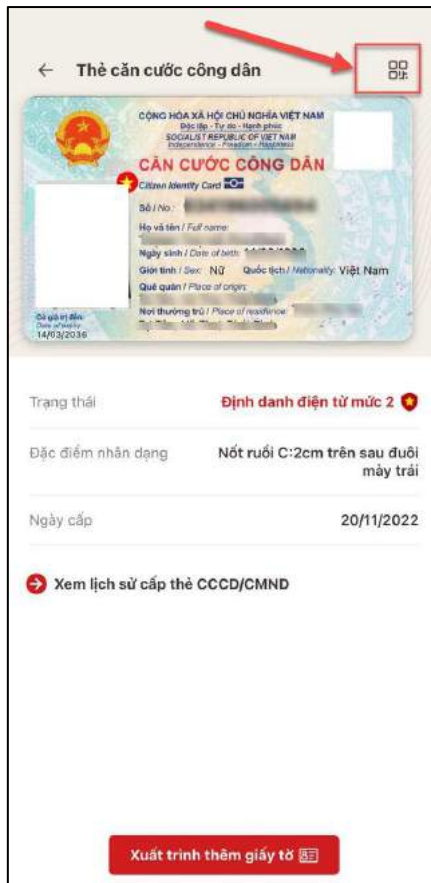 Thẻ căn cước công dân
CỘNG HÒA XÃ HỘI CHỦ NGHĨA VIỆT NAM
Độc lập - Tự do - Hạnh phúc
SOCIALIST REPUBLIC OF VIET NAM
Independence - Freedom - Happiness
CĂN CƯỚC CÔNG DÂN
Citizen Identity Card
Số / No.:
Họ và tên / Full name:
Ngày sinh / Date of birth:
Giới tính / Sex: NỮ Quốc tịch / Nationality: Việt Nam
Quê quán / Place of origin:
Nơi thường trú / Place of residence:
Có giá trị đến:
Date of expiry:
14/03/2036
Trạng thái Định danh điện tử mức 2
Đặc điểm nhân dạng Nốt ruồi C:2cm trên sau đuôi
mày trái
Ngày cấp 20/11/2022
Xem lịch sử cấp thẻ CCCD/CMND
Xuất trình thêm giấy tờ